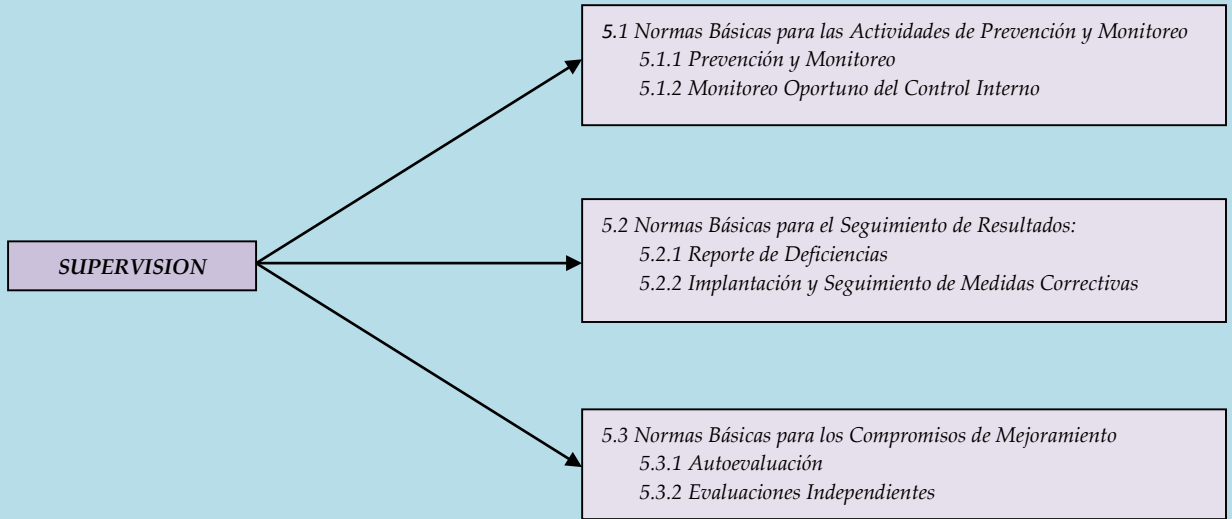 5.1 Normas Básicas para las Actividades de Prevención y Monitoreo
5.1.1 Prevención y Monitoreo
5.1.2 Monitoreo Oportuno del Control Interno
SUPERVISION
5.2 Normas Básicas para el Seguimiento de Resultados:
5.2.1 Reporte de Deficiencias
5.2.2 Implantación y Seguimiento de Medidas Correctivas
5.3 Normas Básicas para los Compromisos de Mejoramiento
5.3.1 Autoevaluación
5.3.2 Evaluaciones Independientes